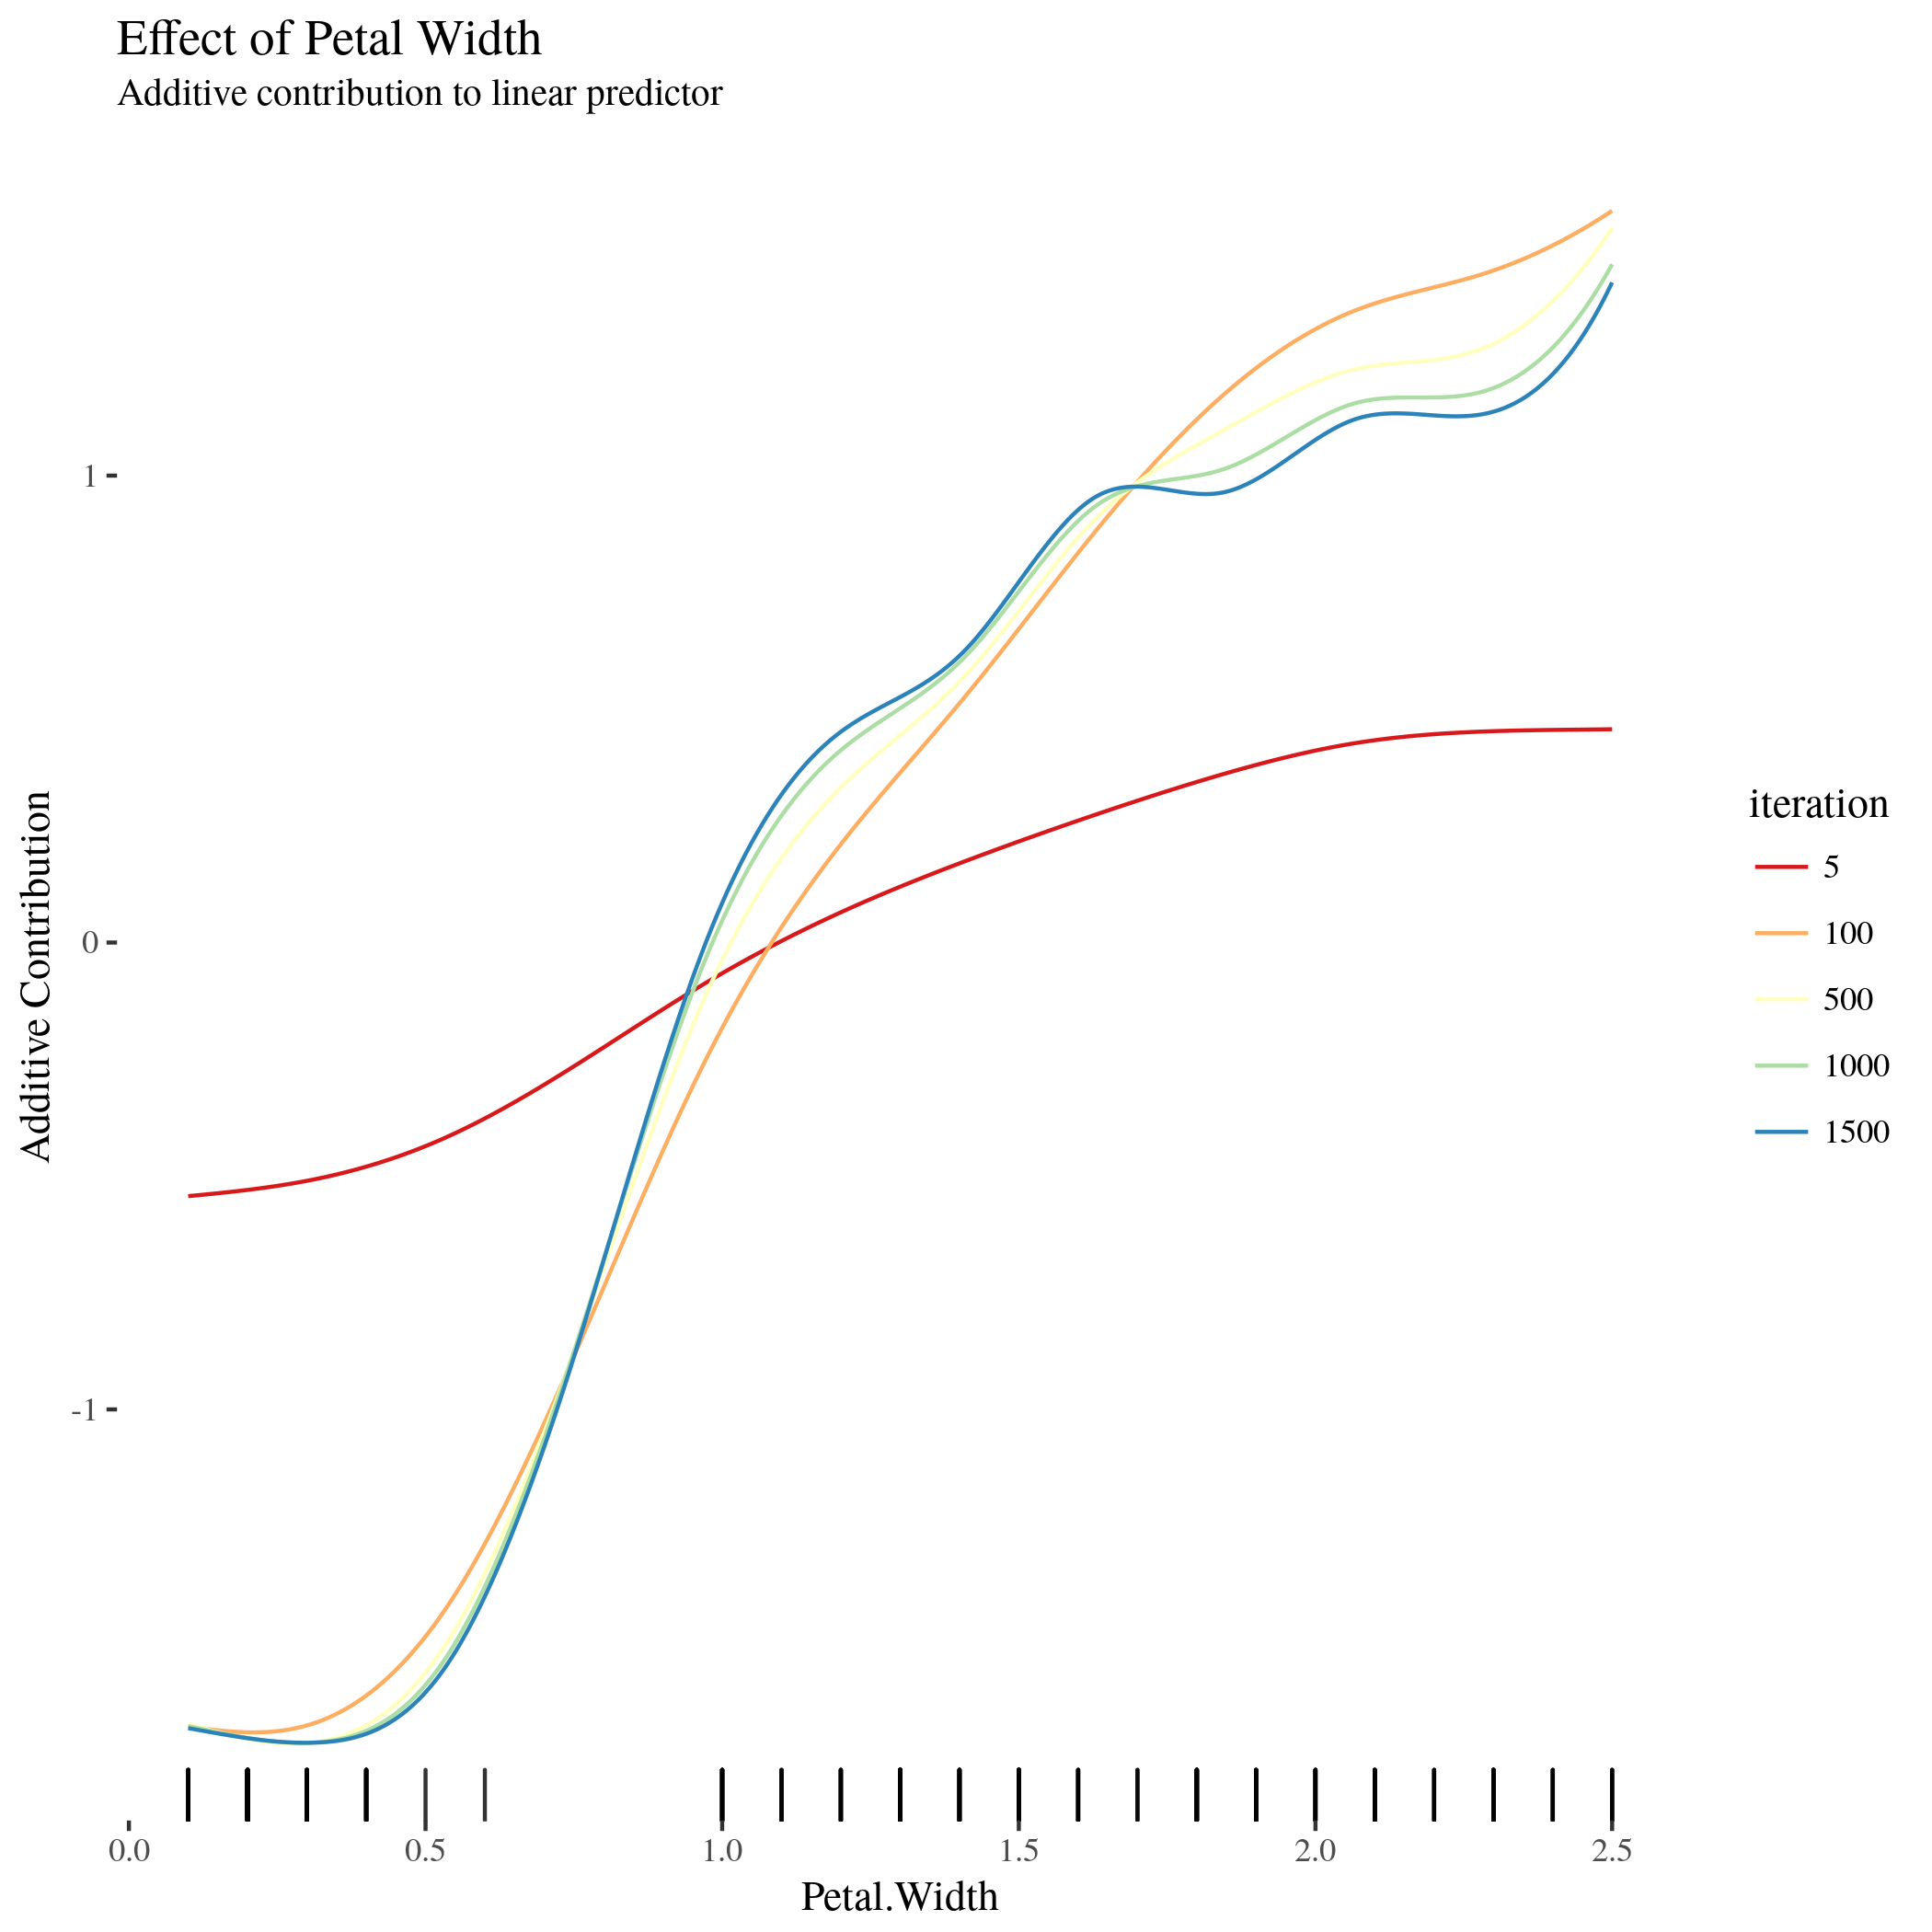 Effect of Petal Width
Additive contribution to linear predictor
Additive Contribution
1
0
-1
0.0 0.5 1.0 1.5 2.0 2.5
Petal.Width
iteration
5
100
500
1000
1500